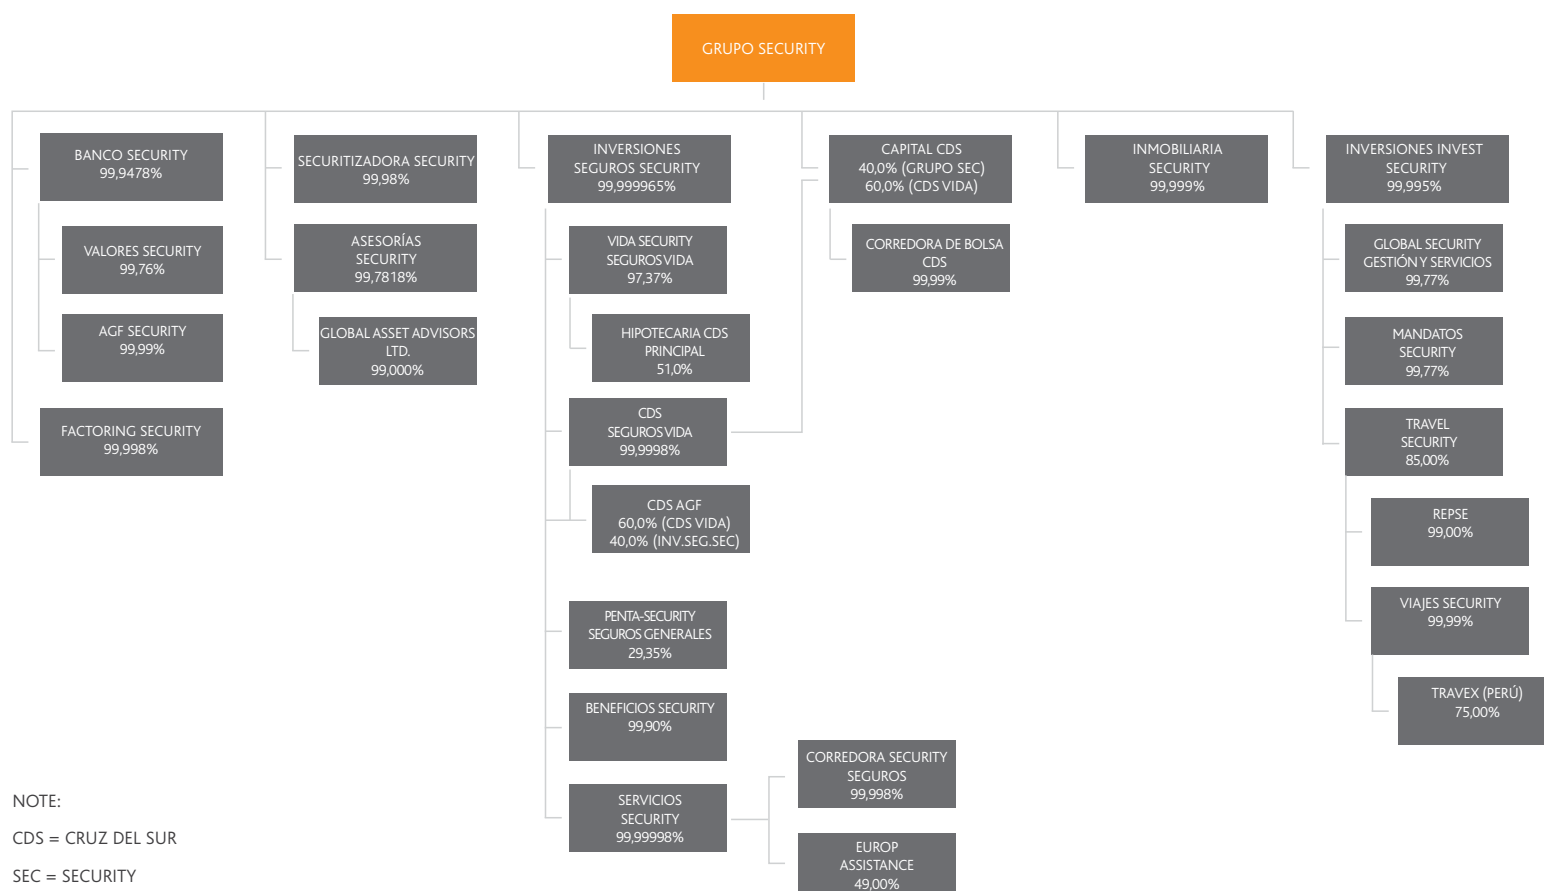 GRUPO SECURITY
BANCO SECURITY
99,9478%
VALORES SECURITY
99,76%
AGF SECURITY
99,99%
FACTORING SECURITY
99,998%
SECURITIZADORA SECURITY
99,98%
ASESORÍAS
SECURITY
99,7818%
GLOBAL ASSET ADVISORS
LTD.
99,000%
INVERSIONES
SEGUROS SECURITY
99,999965%
VIDA SECURITY
SEGUROS VIDA
97,37%
HIPOTECARIA CDS
PRINCIPAL
51,0%
CDS
SEGUROS VIDA
99,9998%
CDS AGF
60,0% (CDS VIDA)
40,0% (INV.SEG.SEC)
PENTA-SECURITY
SEGUROS GENERALES
29,35%
BENEFICIOS SECURITY
99,90%
SERVICIOS
SECURITY
99,99998%
CORREDORA SECURITY
SEGUROS
99,998%
EUROP
ASSISTANCE
49,00%
CAPITAL CDS
40,0% (GRUPO SEC)
60,0% (CDS VIDA)
CORREDORA DE BOLSA
CDS
99,99%
INMOBILIARIA
SECURITY
99,999%
INVERSIONES INVEST
SECURITY
99,995%
GLOBAL SECURITY
GESTIÓN Y SERVICIOS
99,77%
MANDATOS
SECURITY
99,77%
TRAVEL
SECURITY
85,00%
REPSE
99,00%
VIAJES SECURITY
99,99%
TRAVEX (PERÚ)
75,00%
NOTE:
CDS = CRUZ DEL SUR
SEC = SECURITY